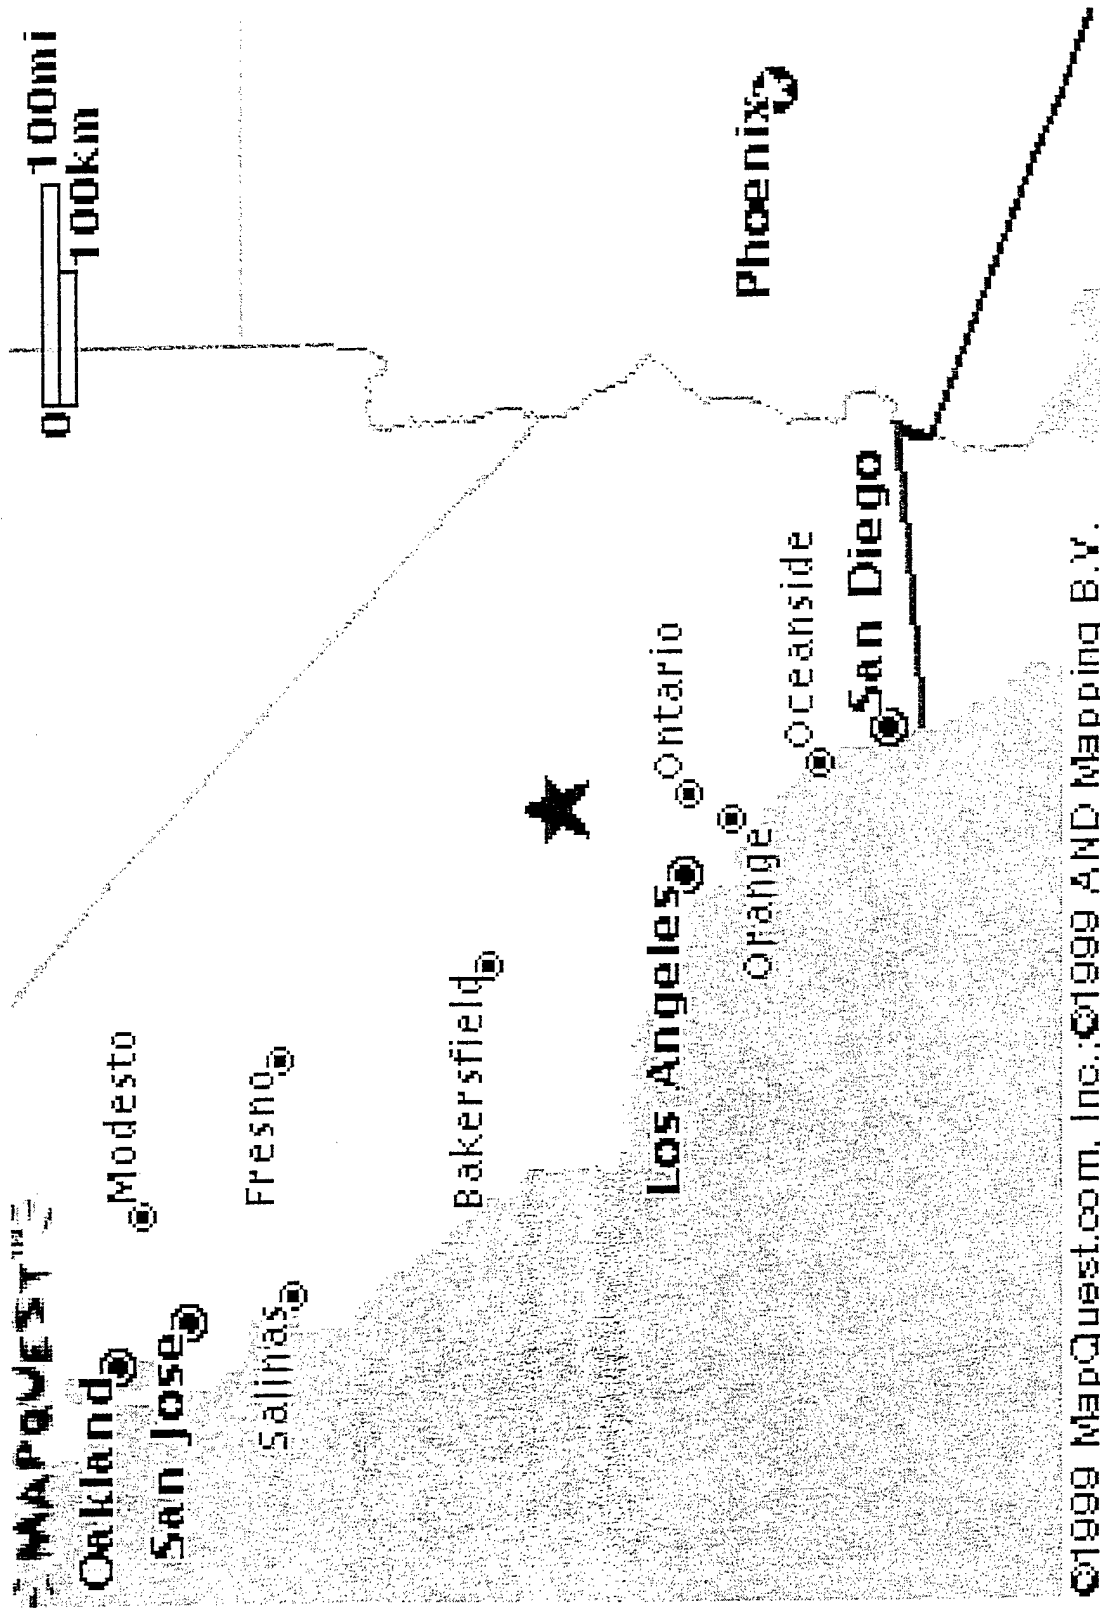 MAPQUEST™
0 100mi
100km
Oakland
Modesto
San Jose
Fresno
Salinas
Bakersfield
Ontario
Los Angeles
Phoenix
Orange
Oceanside
San Diego
©1999 MapQuest.com, Inc.;©1999 AND Mapping B.V.